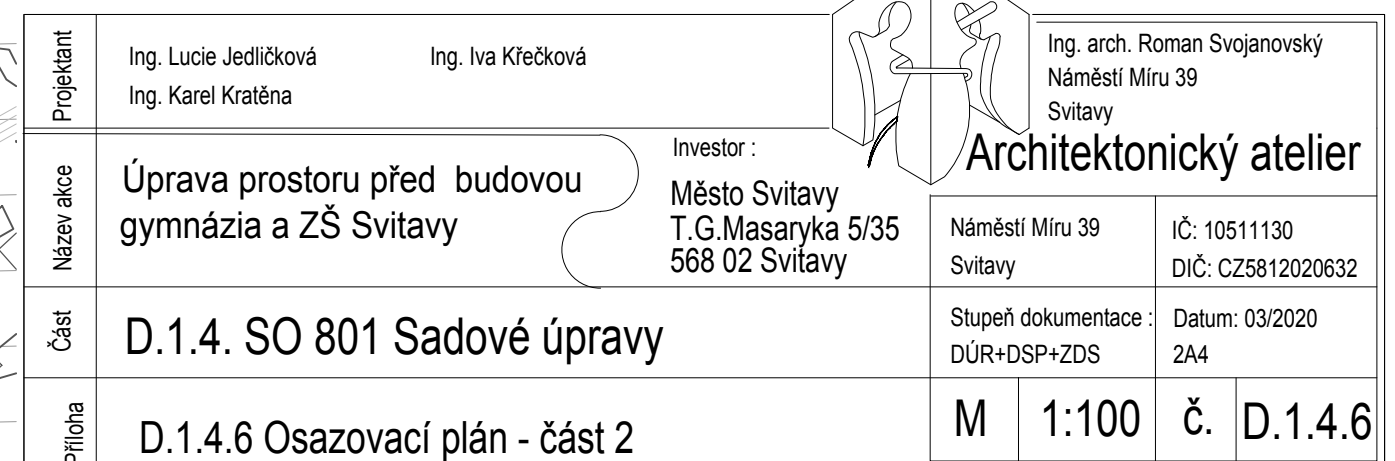 Projektant
Ing. Lucie Jedličková
Ing. Iva Křečková
Ing. Karel Kratěna
Ing. arch. Roman Svojanovský
Náměstí Míru 39
Svitavy
Architektonický atelier
Název akce
Úprava prostoru před budovou
gymnázia a ZŠ Svitavy
Investor :
Město Svitavy
T.G.Masaryka 5/35
568 02 Svitavy
Náměstí Míru 39
Svitavy
IČ: 10511130
DIČ: CZ5812020632
Část
D.1.4. SO 801 Sadové úpravy
Stupeň dokumentace :
DÚR+DSP+ZDS
Datum: 03/2020
2A4
Příloha
D.1.4.6 Osazovací plán - část 2
M
1:100
č.
D.1.4.6